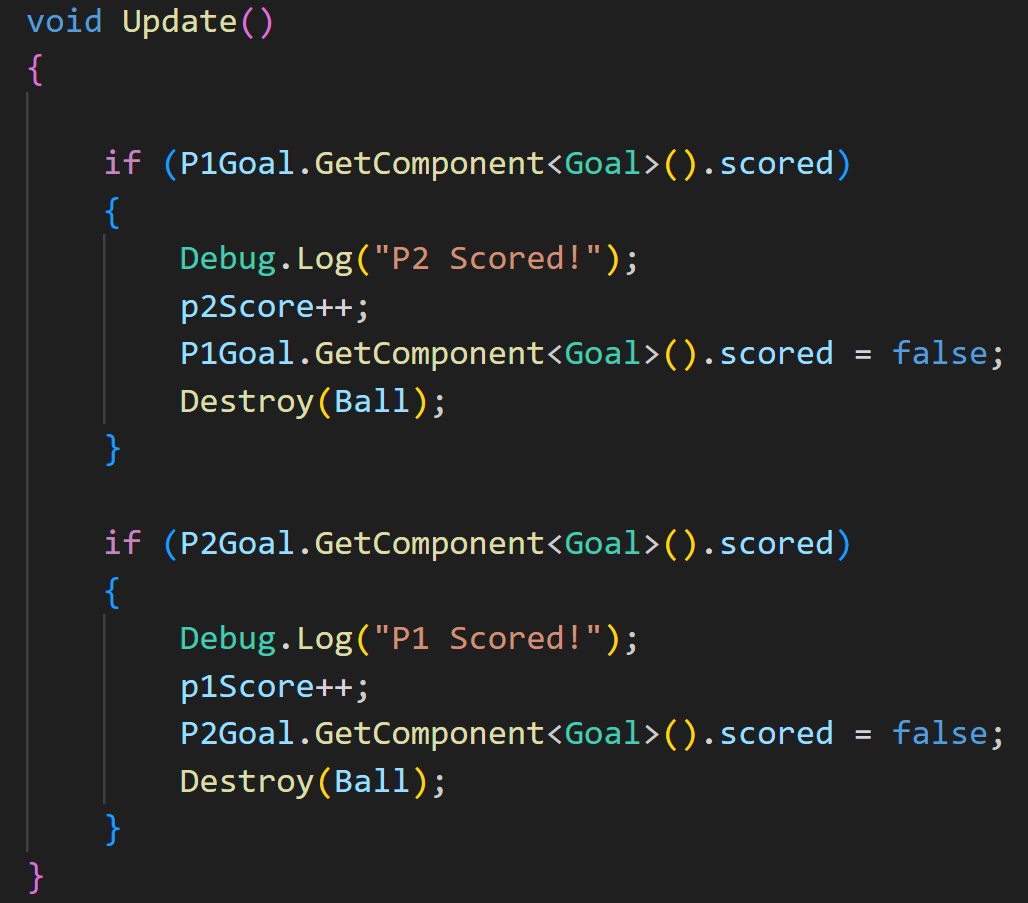 void Update()
{
if (P1Goal.GetComponent<Goal>().scored)
{
Debug.Log("P2 Scored!");
p2Score++;
P1Goal.GetComponent<Goal>().scored = false;
Destroy(Ball);
}
if (P2Goal.GetComponent<Goal>().scored)
{
Debug.Log("P1 Scored!");
p1Score++;
P2Goal.GetComponent<Goal>().scored = false;
Destroy(Ball);
}
}